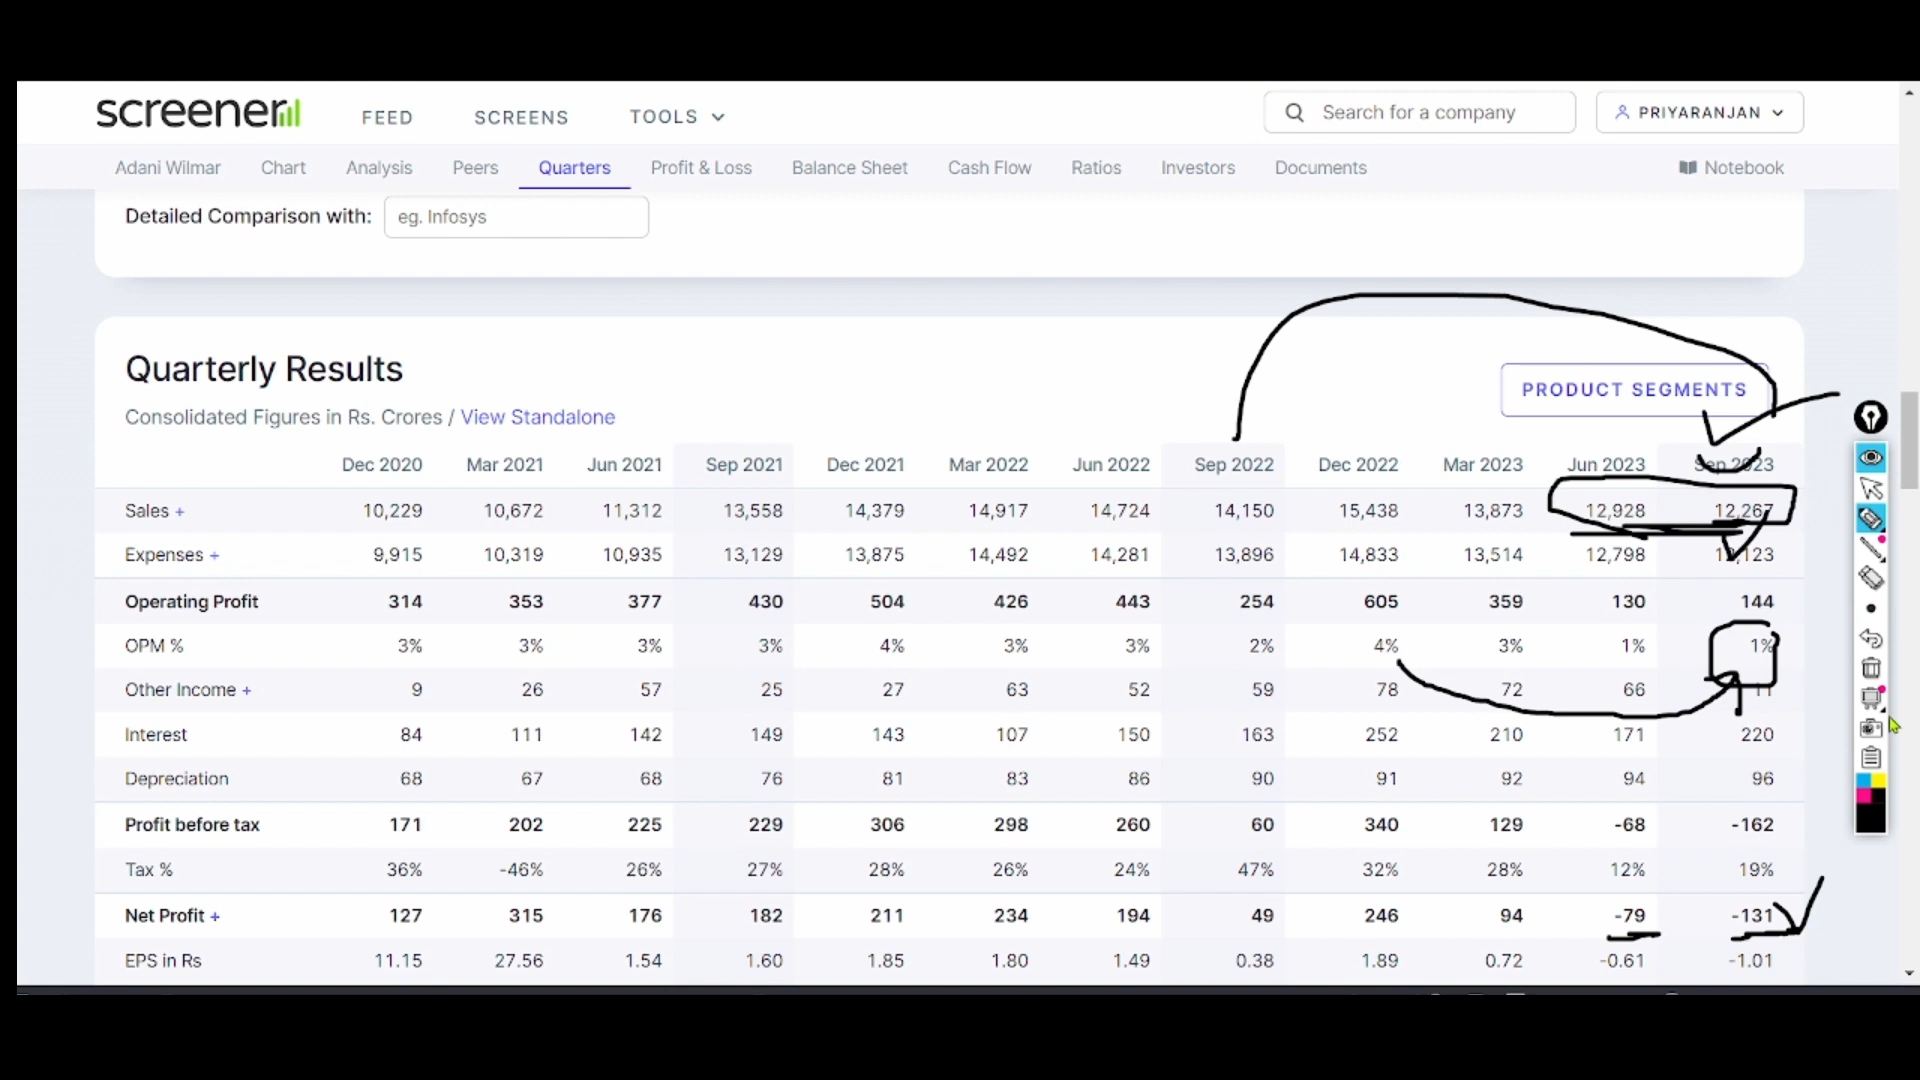 screener FEED SCREENS TOOLS Search for a company PRIYARANJAN
Adani Wilmar Chart Analysis Peers Quarters Profit & Loss Balance Sheet Cash Flow Ratios Investors Documents Notebook
Detailed Comparison with: eg. Infosys
Quarterly Results
PRODUCT SEGMENTS
Consolidated Figures in Rs. Crores / View Standalone
Dec 2020 Mar 2021 Jun 2021 Sep 2021 Dec 2021 Mar 2022 Jun 2022 Sep 2022 Dec 2022 Mar 2023 Jun 2023 Sep 2023
Sales + 10,229 10,672 11,312 13,558 14,379 14,917 14,724 14,150 15,438 13,873 12,928 12,267
Expenses + 9,915 10,319 10,935 13,129 13,875 14,492 14,281 13,896 14,833 13,514 12,798 12,123
Operating Profit 314 353 377 430 504 426 443 254 605 359 130 144
OPM % 3% 3% 3% 3% 4% 3% 3% 2% 4% 3% 1% 1%
Other Income + 9 26 57 25 27 63 52 59 78 72 66 11
Interest 84 111 142 149 143 107 150 163 252 210 171 220
Depreciation 68 67 68 76 81 83 86 90 91 92 94 96
Profit before tax 171 202 225 229 306 298 260 60 340 129 -68 -162
Tax % 36% -46% 26% 27% 28% 26% 24% 47% 32% 28% 12% 19%
Net Profit + 127 315 176 182 211 234 194 49 246 94 -79 -131
EPS in Rs 11.15 27.56 1.54 1.60 1.85 1.80 1.49 0.38 1.89 0.72 -0.61 -1.01